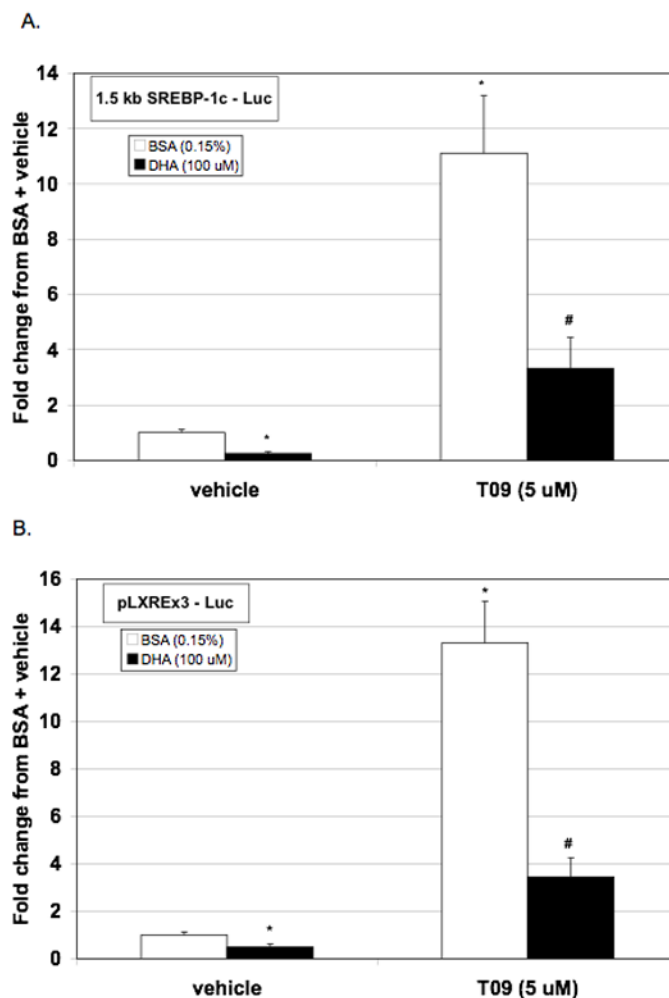 A.
Fold change from BSA + vehicle
14
12
10
8
6
4
2
0
1.5 kb SREBP-1c - Luc
BSA (0.15%)
DHA (100 uM)
*
*
#
vehicle
T09 (5 uM)
B.
Fold change from BSA + vehicle
16
14
12
10
8
6
4
2
0
pLXREx3 - Luc
BSA (0.15%)
DHA (100 uM)
*
*
#
vehicle
T09 (5 uM)